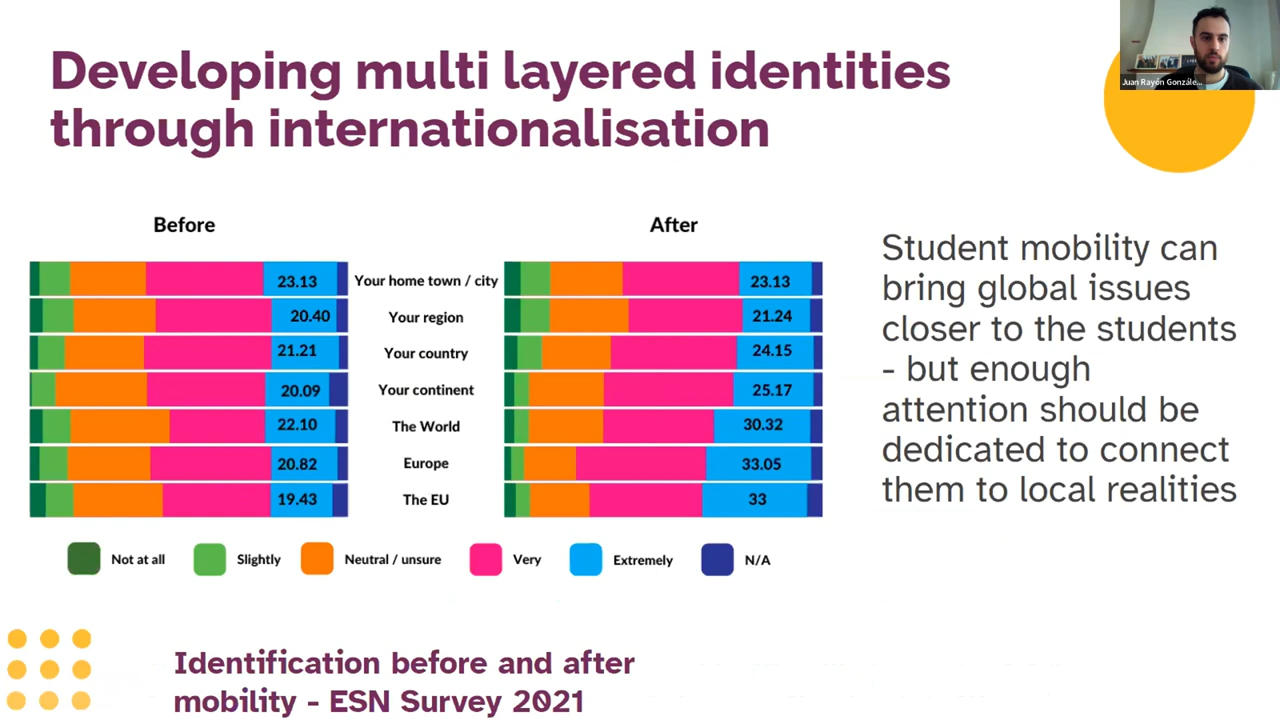 Developing multi layered identities
through internationalisation
Juan Rayón Gonzále...
Before
After
23.13
Your home town / city
23.13
20.40
Your region
21.24
21.21
Your country
24.15
20.09
Your continent
25.17
22.10
The World
30.32
20.82
Europe
33.05
19.43
The EU
33
Not at all
Slightly
Neutral / unsure
Very
Extremely
N/A
Student mobility can
bring global issues
closer to the students
- but enough
attention should be
dedicated to connect
them to local realities
Identification before and after
mobility - ESN Survey 2021